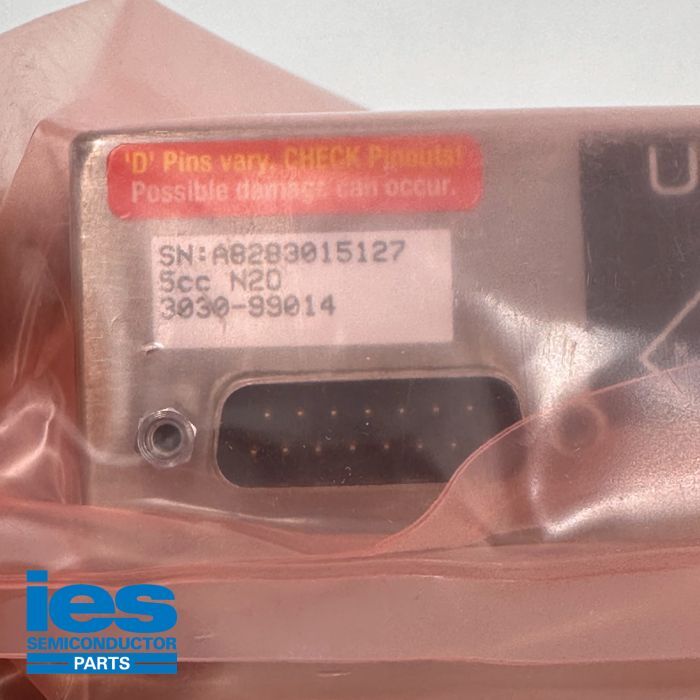 'D' Pins vary, CHECK Pinouts!
Possible damage can occur.
SN:A8283015127
5cc N2O
3030-99014
U
ies
SEMICONDUCTOR
PARTS